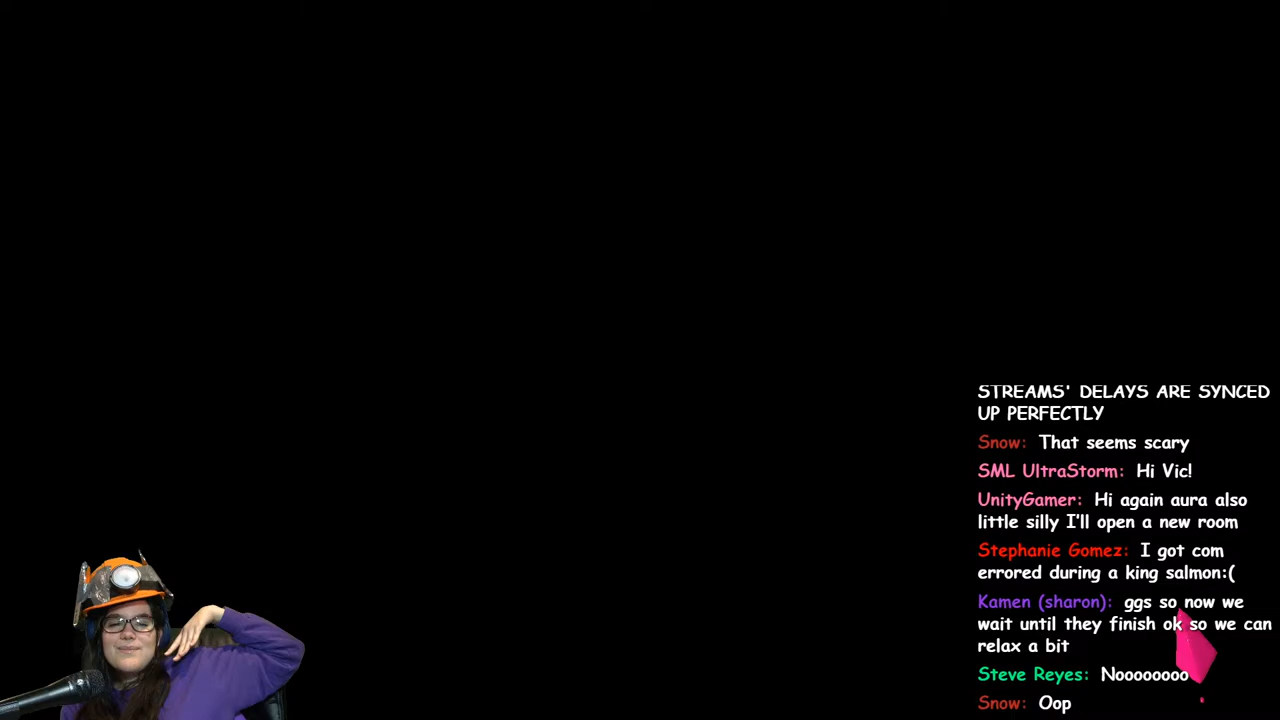 STREAMS' DELAYS ARE SYNCED
UP PERFECTLY
Snow: That seems scary
SML UltraStorm: Hi Vic!
UnityGamer: Hi again aura also
little silly I'll open a new room
Stephanie Gomez: I got com
errored during a king salmon:(
Kamen (sharon): ggs so now we
wait until they finish ok so we can
relax a bit
Steve Reyes: Noooooooo
Snow: Oop